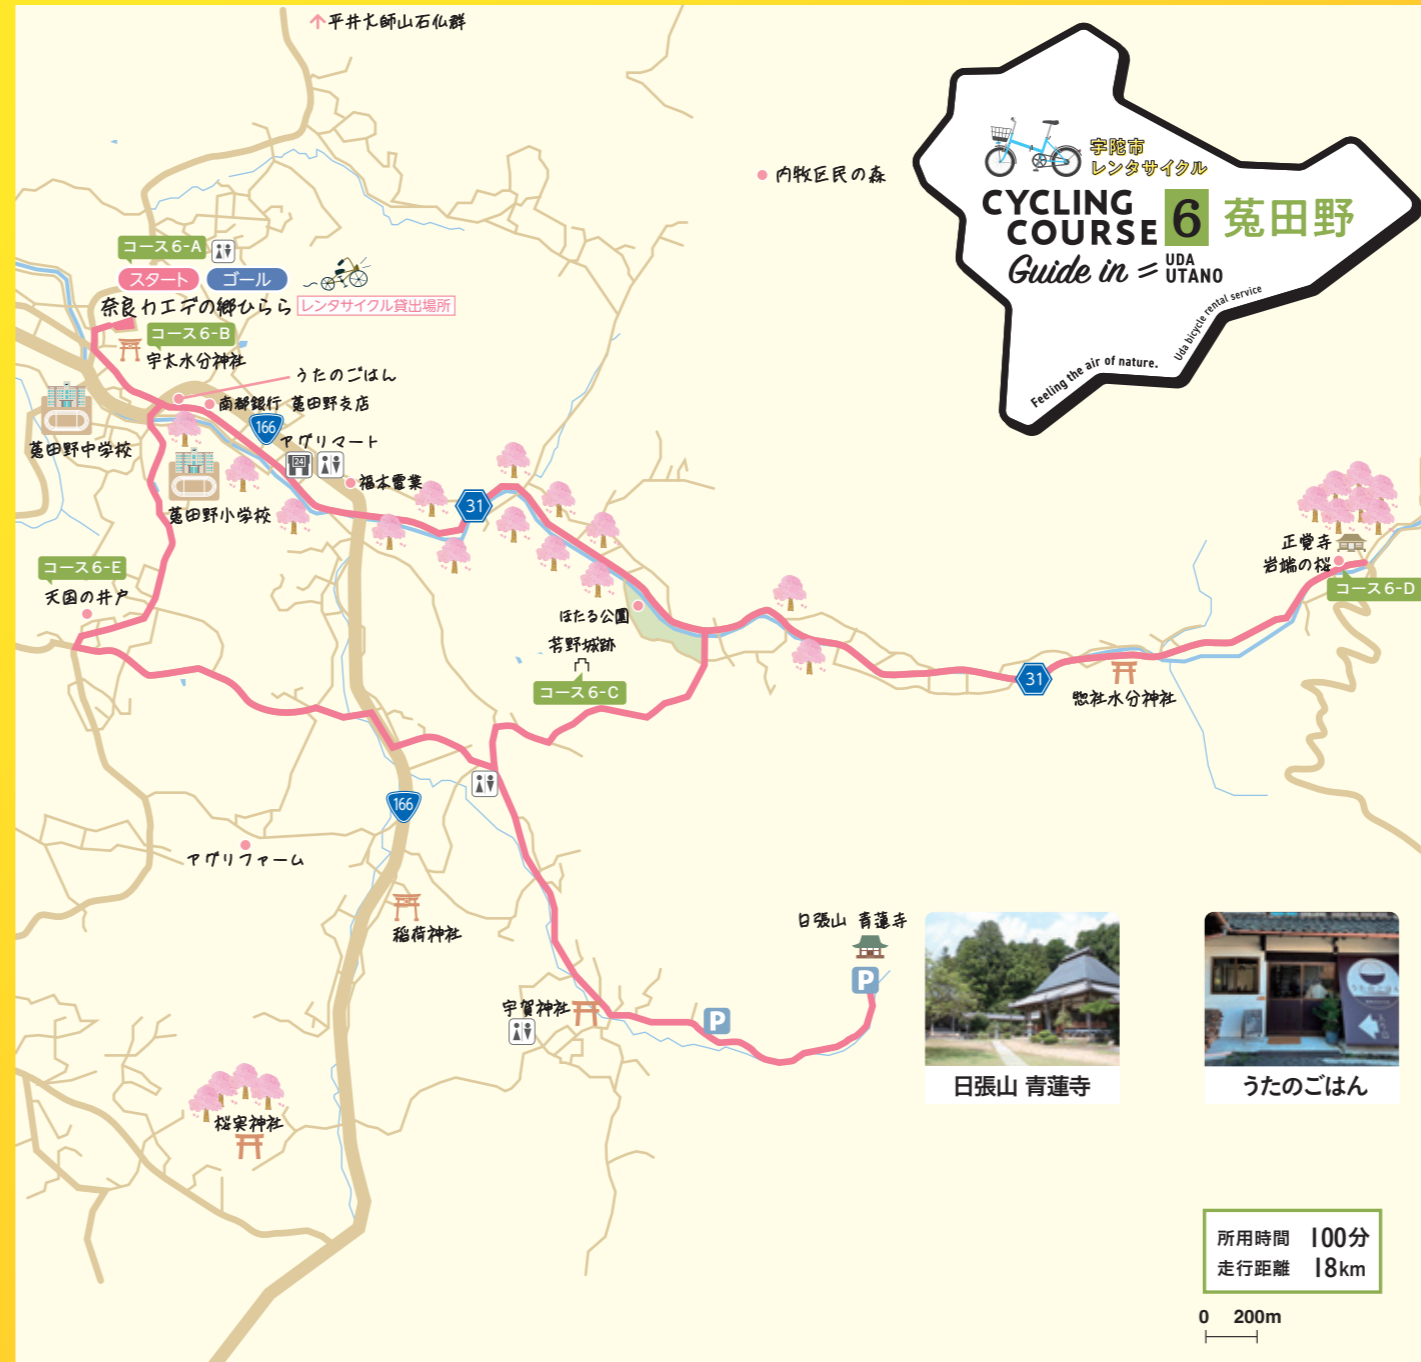 平井大師山石仏群
内牧区民の森
宇陀市
レンタサイクル
CYCLING
COURSE
6
菟田野
Guide in =
UDA
UTANO
Feeling the air of nature.
Uda bicycle rental service
コース6-A
スタート
ゴール
奈良カエデの郷ひらら
レンタサイクル貸出場所
コース6-B
宇太水分神社
うたのごはん
南都銀行 菟田野支店
166
アグリマート
24
菟田野中学校
福本電業
菟田野小学校
31
コース6-E
天国の井戸
ほたる公園
芳野城跡
コース6-C
正覚寺
岩端の桜
コース6-D
31
惣社水分神社
166
アグリファーム
稲荷神社
日張山 青蓮寺
P
宇賀神社
P
桜実神社
日張山 青蓮寺
うたのごはん
所用時間 100分
走行距離 18km
0 200m